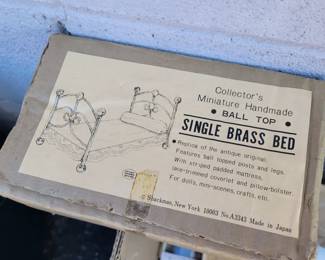 Collector's
Miniature Handmade
• BALL TOP •
SINGLE BRASS BED
• Replica of the antique original.
Features ball topped posts and legs.
With striped padded mattress,
lace-trimmed coverlet and pillow-bolster.
For dolls, mini-scenes, crafts, etc.
© Shackman, New York 10003 No.A3343 Made in Japan